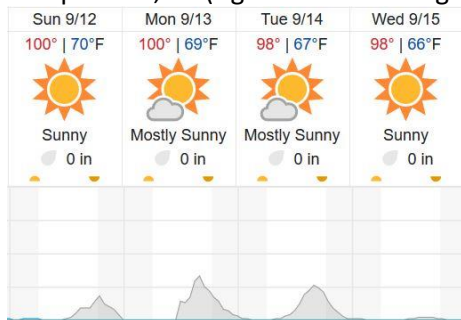 Sun 9/12 Mon 9/13 Tue 9/14 Wed 9/15
100° | 70°F 100° | 69°F 98° | 67°F 98° | 66°F
Sunny Mostly Sunny Mostly Sunny Sunny
0 in 0 in 0 in 0 in